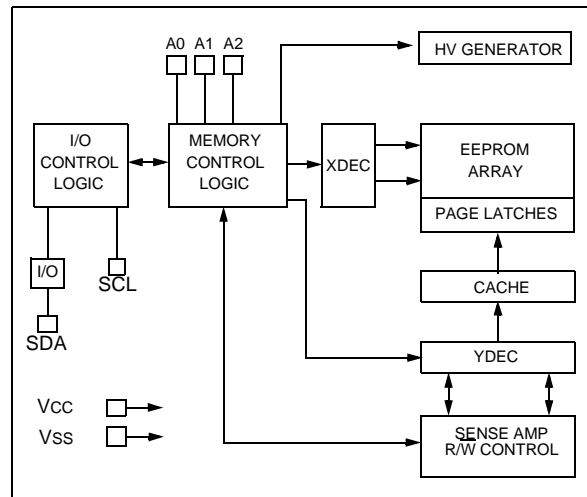 A0 A1 A2
HV GENERATOR
I/O
CONTROL
LOGIC
MEMORY
CONTROL
LOGIC
XDEC
EEPROM
ARRAY
PAGE LATCHES
I/O
SCL
SDA
CACHE
YDEC
VCC
VSS
SENSE AMP
R/W̅ CONTROL